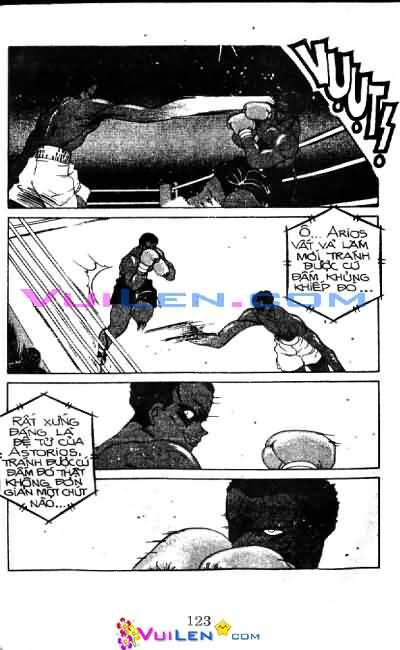 VỤỤT!!
Ồ... ARIOS
VẤT VẢ LẮM
MỚI TRÁNH
ĐƯỢC CÚ
ĐẤM KHỦNG
KHIẾP ĐÓ...
VUILEN.COM
RẤT XỨNG
ĐÁNG LÀ
ĐỆ TỬ CỦA
ASTORIOS.
TRÁNH ĐƯỢC CÚ
ĐẤM ĐÓ THẬT
KHÔNG ĐƠN
GIẢN MỘT CHÚT
NÀO...
123
VUILEN.COM